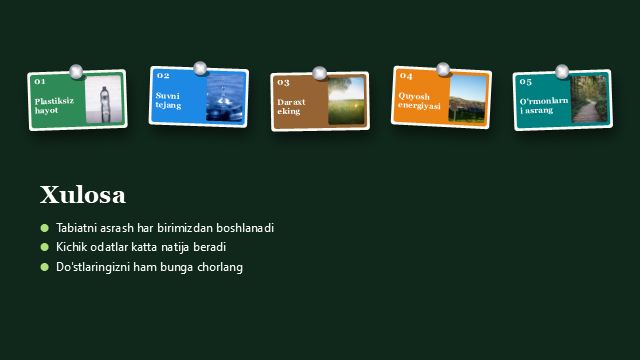 01
Plastiksiz
hayot
02
Suvni
tejang
03
Daraxt
eking
04
Quyosh
energiyasi
05
O'rmonlarn
i asrang
Xulosa
Tabiatni asrash har birimizdan boshlanadi
Kichik odatlar katta natija beradi
Do'stlaringizni ham bunga chorlang